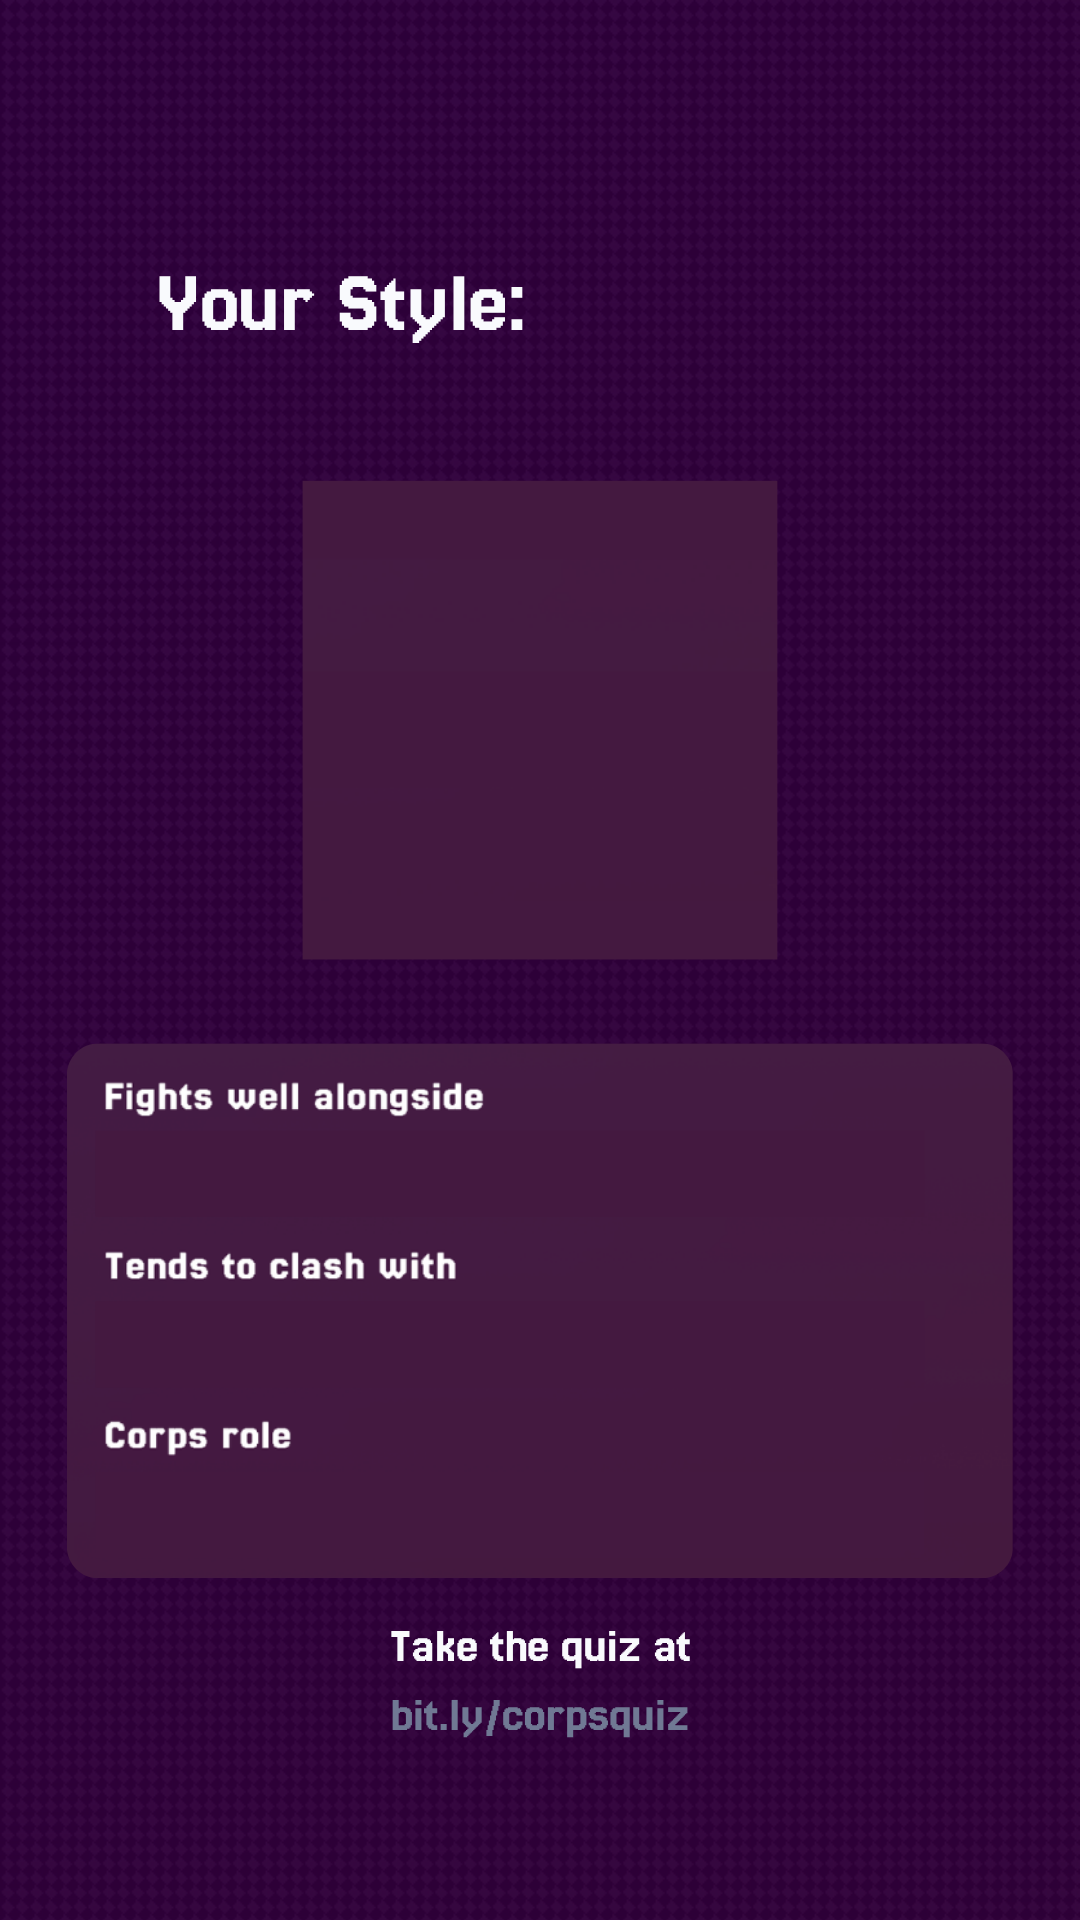 Your Style:
Fights well alongside
Tends to clash with
Corps role
Take the quiz at
bit.ly/corpsquiz